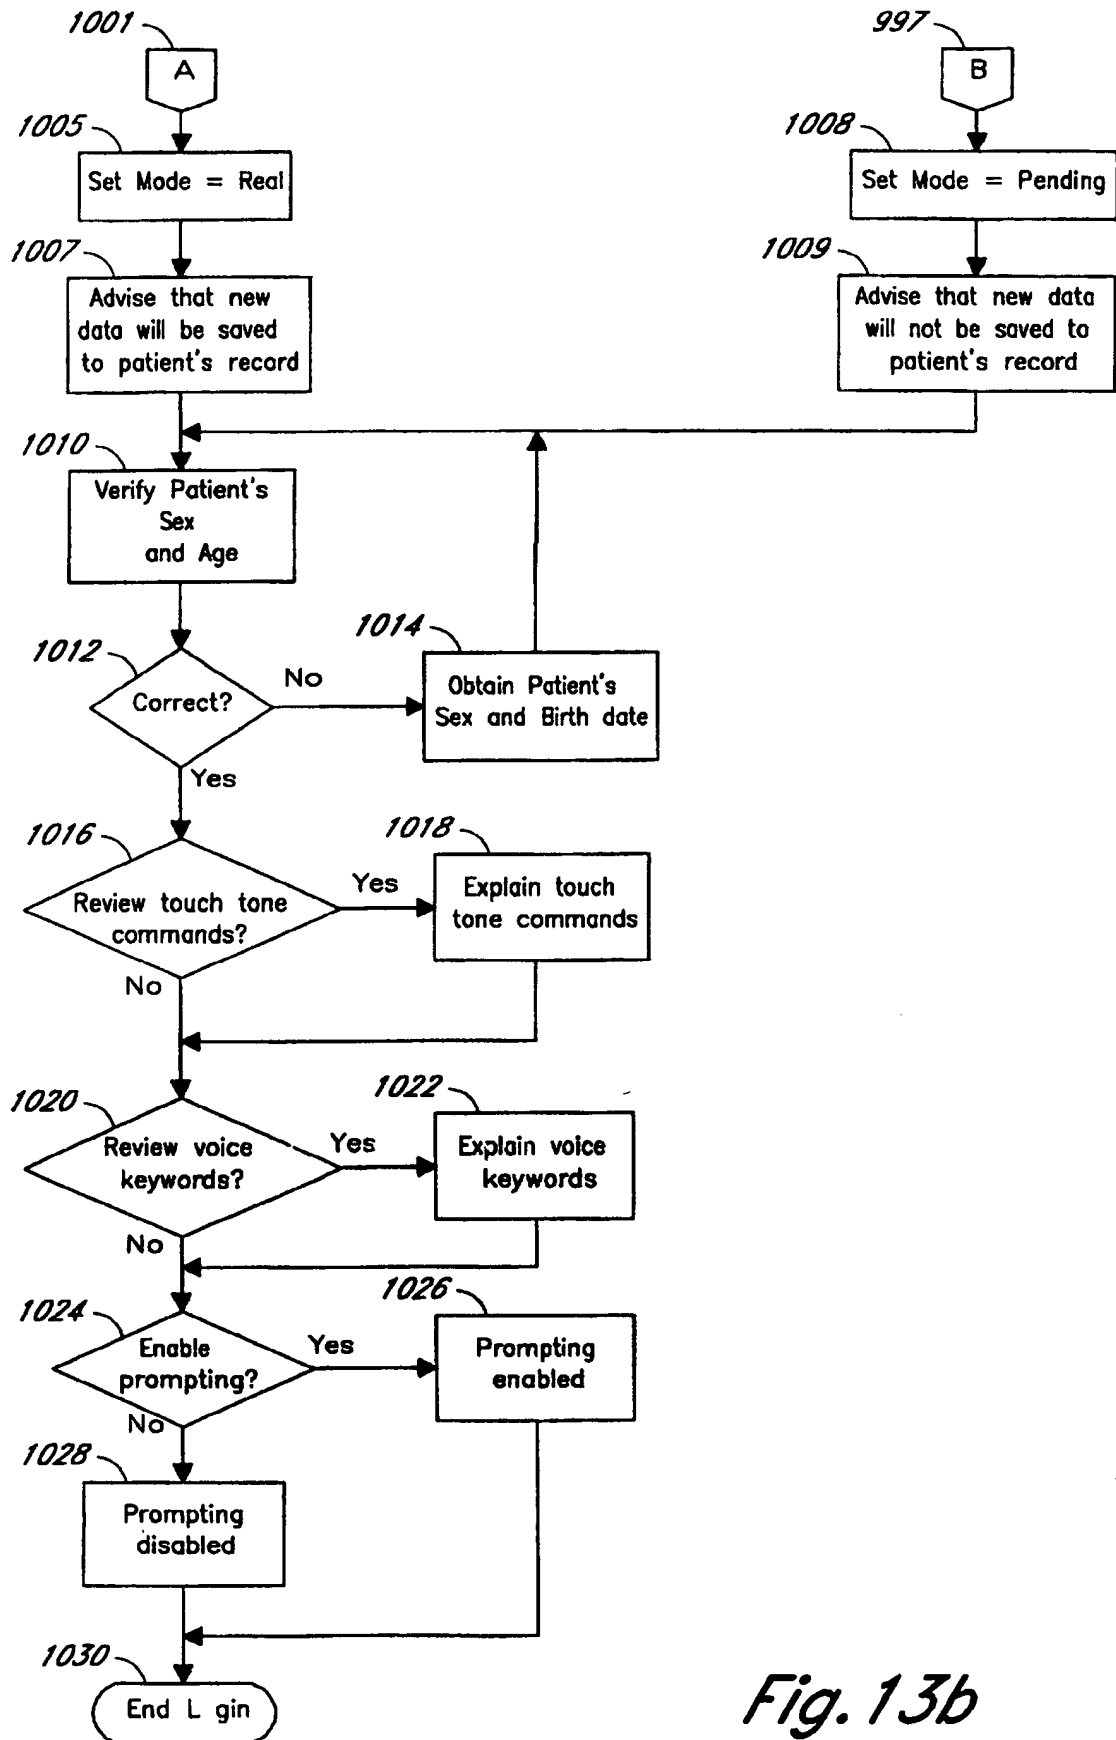 1001
A
997
B
1005
Set Mode = Real
1008
Set Mode = Pending
1007
Advise that new
data will be saved
to patient's record
1009
Advise that new data
will not be saved to
patient's record
1010
Verify Patient's
Sex
and Age
1012
Correct?
No
1014
Obtain Patient's
Sex and Birth date
Yes
1016
Review touch tone
commands?
Yes
1018
Explain touch
tone commands
No
1020
Review voice
keywords?
Yes
1022
Explain voice
keywords
No
1024
Enable
prompting?
Yes
1026
Prompting
enabled
No
1028
Prompting
disabled
1030
End L gin
Fig. 13b